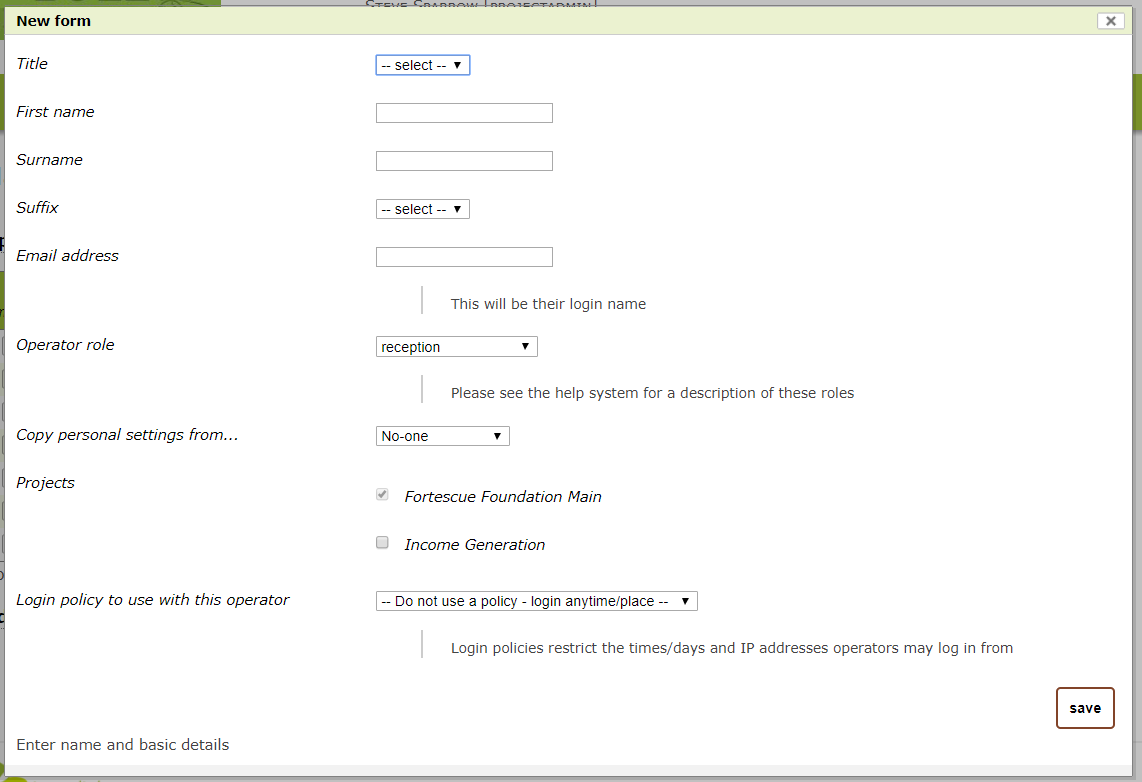 STEVE SPARROW [PROJECTADMIN]
New form
Title
-- select --
First name
Surname
Suffix
-- select --
Email address
This will be their login name
Operator role
reception
Please see the help system for a description of these roles
Copy personal settings from...
No-one
Projects
Fortescue Foundation Main
Income Generation
Login policy to use with this operator
-- Do not use a policy - login anytime/place --
Login policies restrict the times/days and IP addresses operators may log in from
save
Enter name and basic details